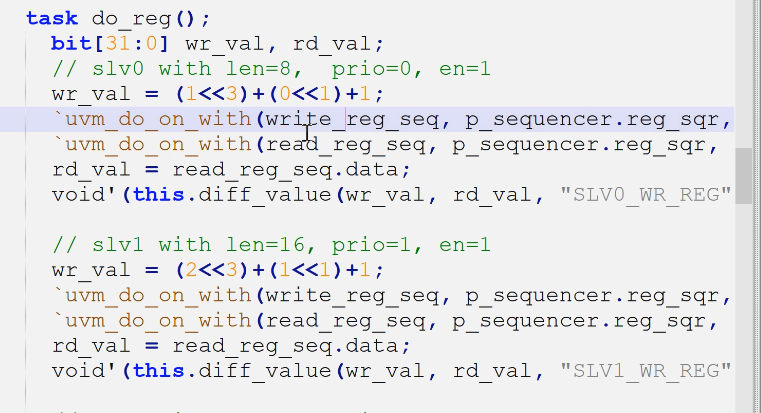 task do_reg();
bit[31:0] wr_val, rd_val;
// slv0 with len=8,  prio=0, en=1
wr_val = (1<<3)+(0<<1)+1;
`uvm_do_on_with(write_reg_seq, p_sequencer.reg_sqr,
`uvm_do_on_with(read_reg_seq, p_sequencer.reg_sqr,
rd_val = read_reg_seq.data;
void'(this.diff_value(wr_val, rd_val, "SLV0_WR_REG"
// slv1 with len=16, prio=1, en=1
wr_val = (2<<3)+(1<<1)+1;
`uvm_do_on_with(write_reg_seq, p_sequencer.reg_sqr,
`uvm_do_on_with(read_reg_seq, p_sequencer.reg_sqr,
rd_val = read_reg_seq.data;
void'(this.diff_value(wr_val, rd_val, "SLV1_WR_REG"